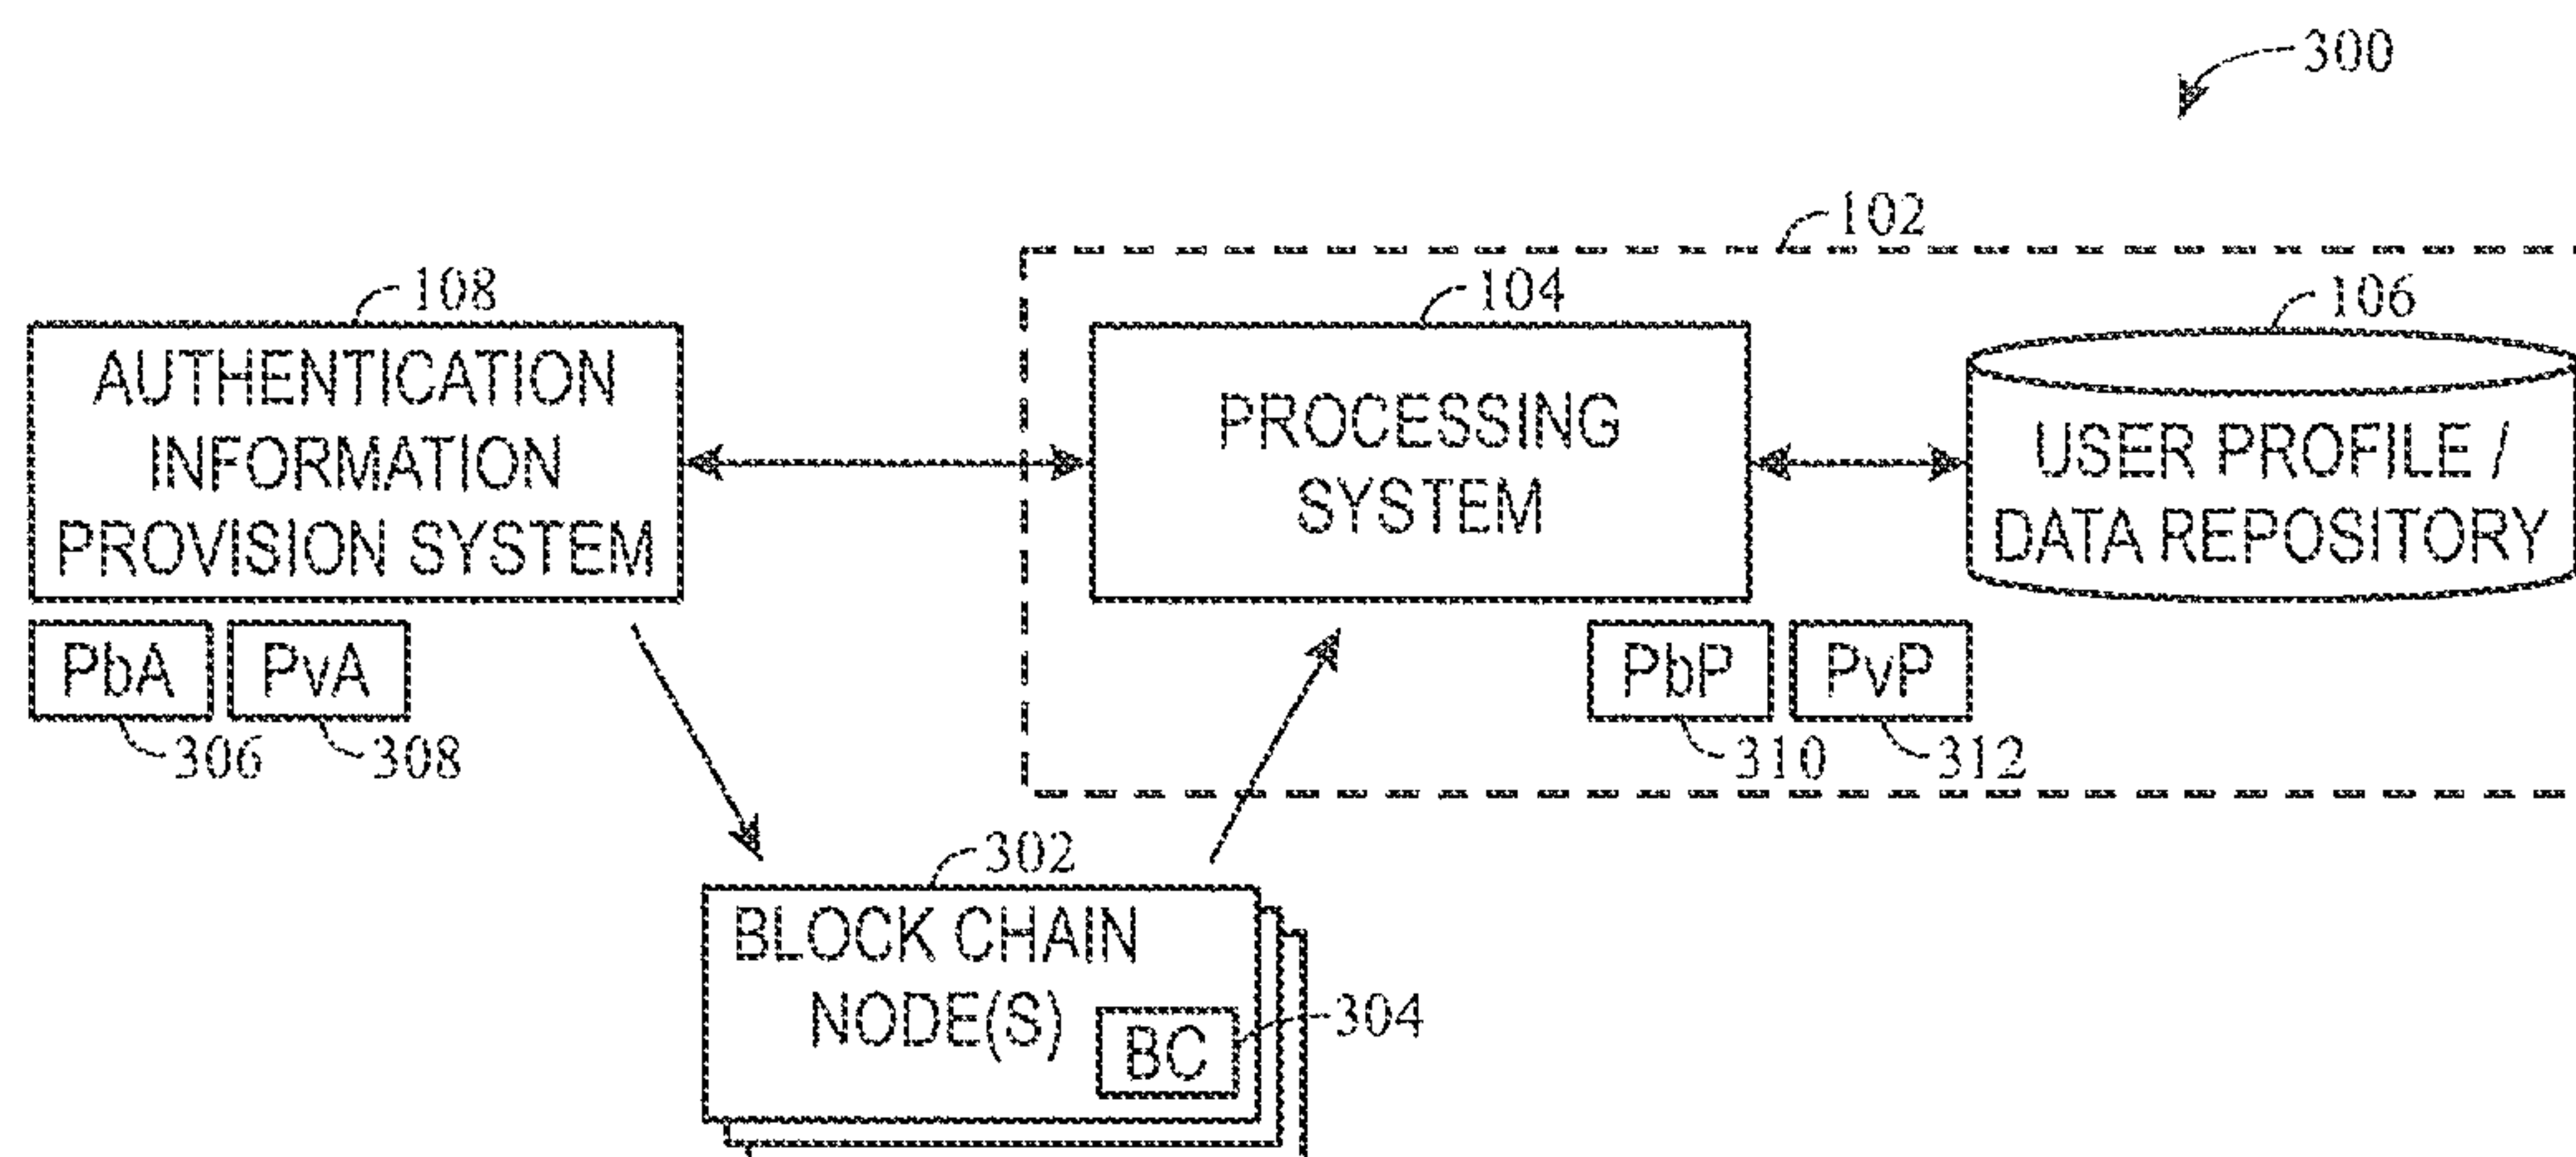 300
102
108
104
106
AUTHENTICATION
INFORMATION
PROVISION SYSTEM
PROCESSING
SYSTEM
USER PROFILE /
DATA REPOSITORY
PbA
PvA
PbP
PvP
306
308
310
312
302
BLOCK CHAIN
NODE(S)
BC
304